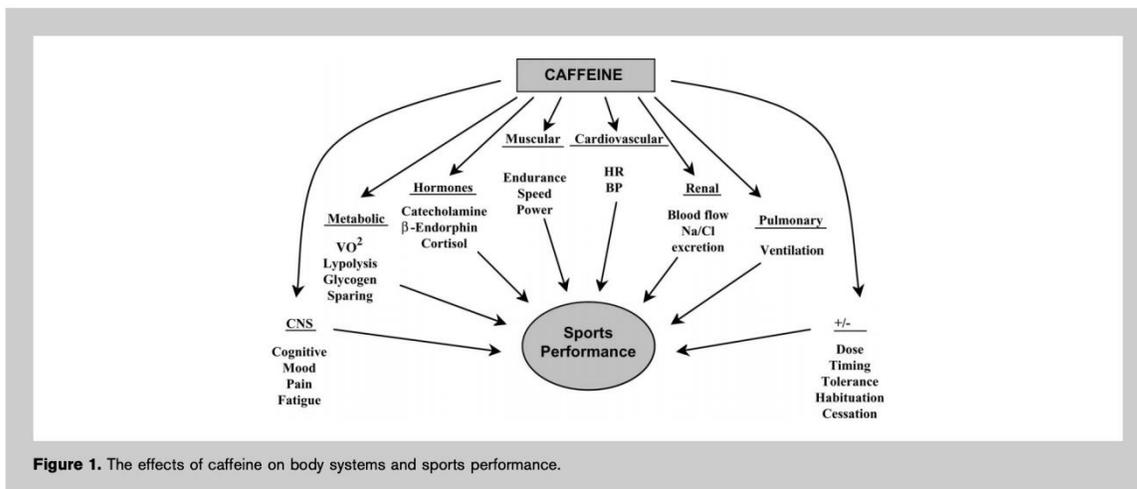 CAFFEINE
Muscular
Endurance
Speed
Power
Cardiovascular
HR
BP
Hormones
Catecholamine
β-Endorphin
Cortisol
Renal
Blood flow
Na/Cl
excretion
Metabolic
VO²
Lypolysis
Glycogen
Sparing
Pulmonary
Ventilation
CNS
Cognitive
Mood
Pain
Fatigue
Sports
Performance
+/-
Dose
Timing
Tolerance
Habituation
Cessation
Figure 1. The effects of caffeine on body systems and sports performance.